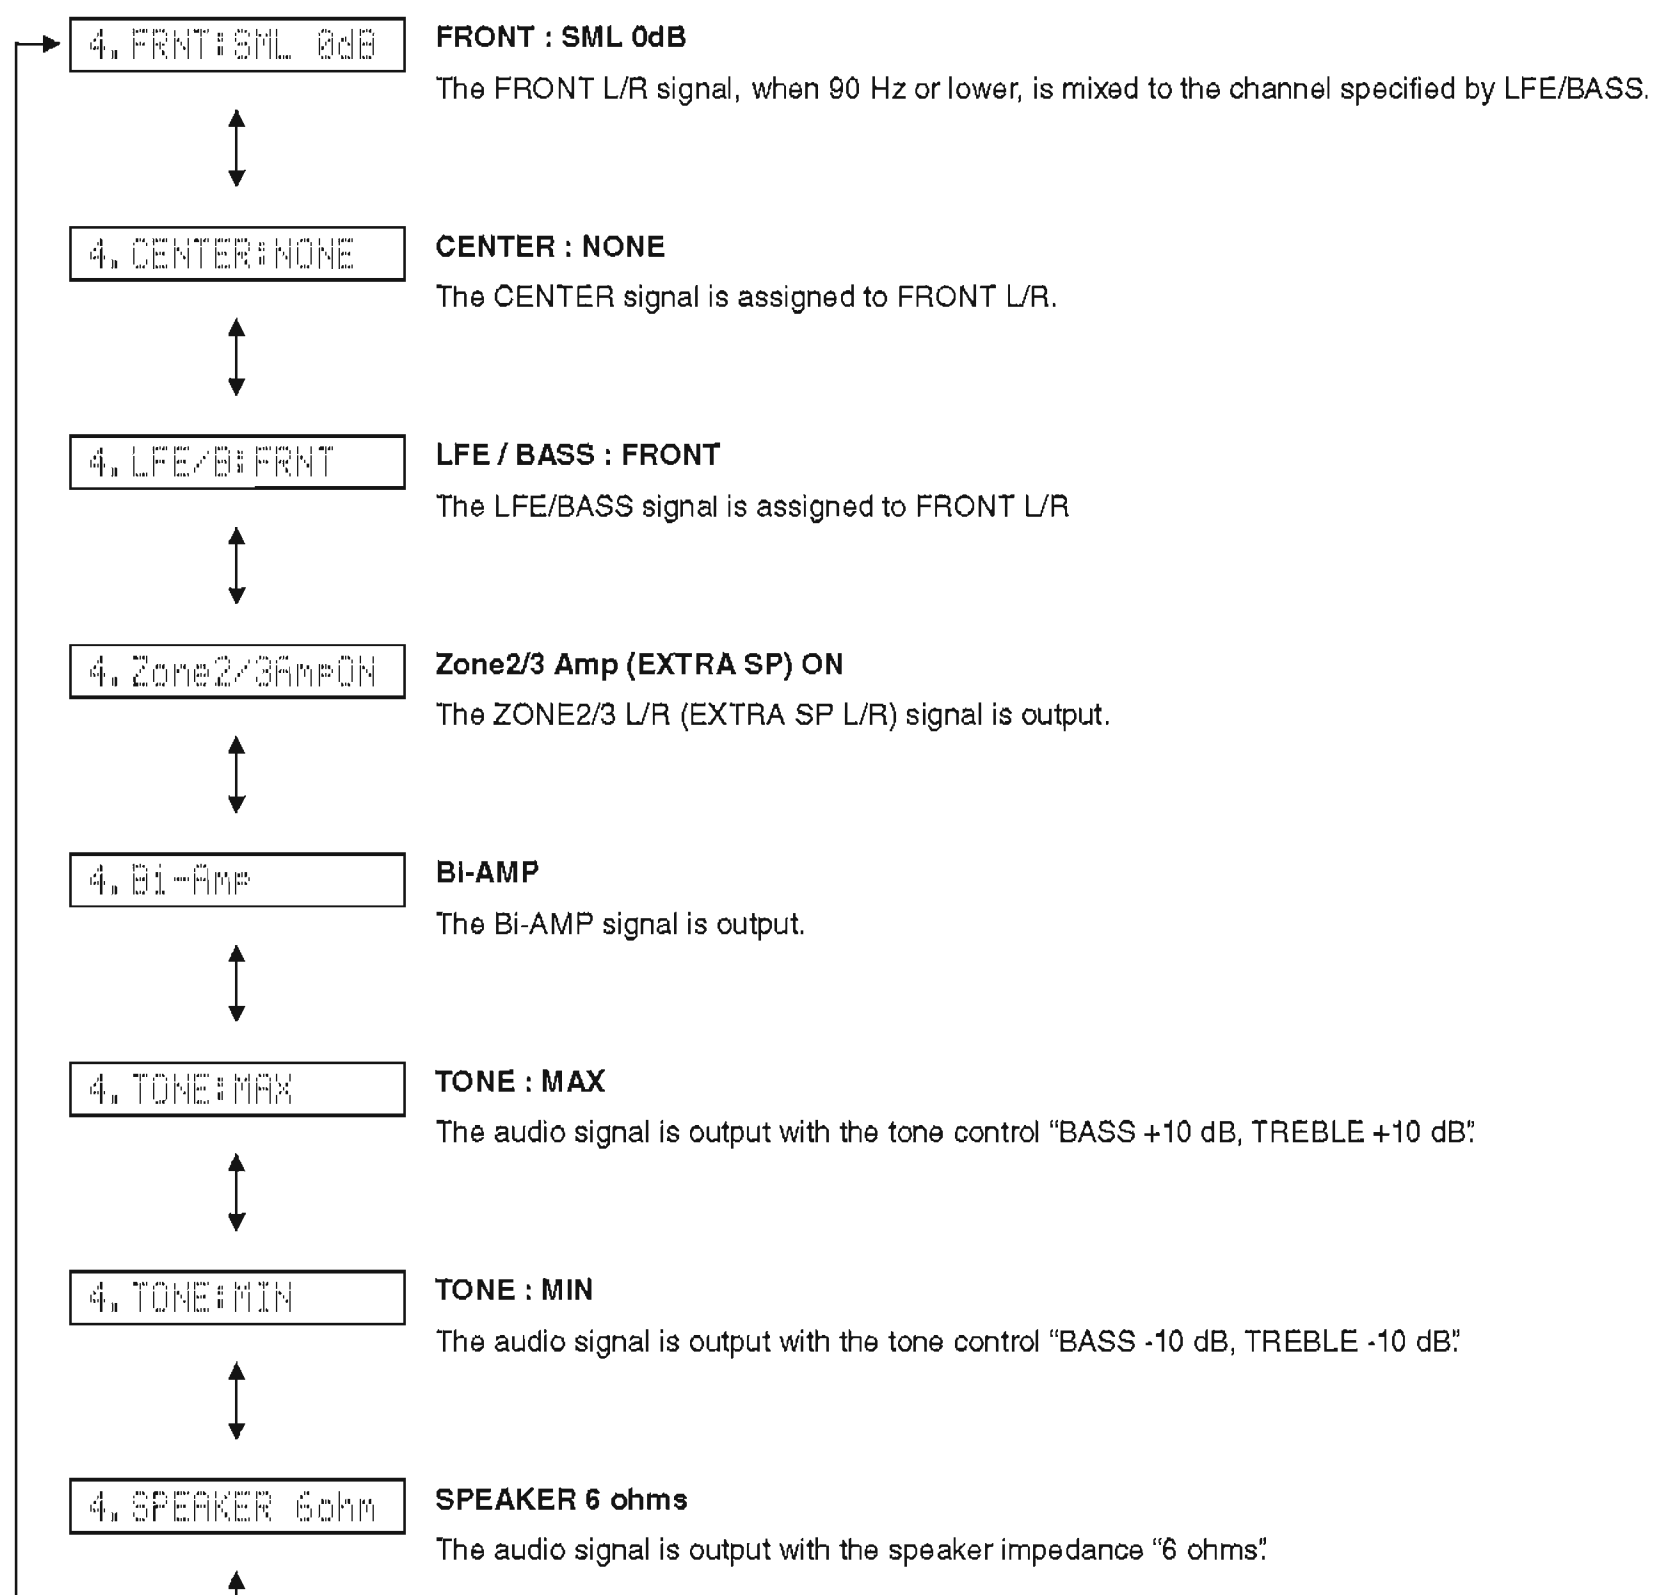 4.FRNT:SML 0dB
FRONT : SML 0dB
The FRONT L/R signal, when 90 Hz or lower, is mixed to the channel specified by LFE/BASS.
4.CENTER:NONE
CENTER : NONE
The CENTER signal is assigned to FRONT L/R.
4.LFE/B:FRNT
LFE / BASS : FRONT
The LFE/BASS signal is assigned to FRONT L/R
4.Zone2/3AmpON
Zone2/3 Amp (EXTRA SP) ON
The ZONE2/3 L/R (EXTRA SP L/R) signal is output.
4.Bi-Amp
Bi-AMP
The Bi-AMP signal is output.
4.TONE:MAX
TONE : MAX
The audio signal is output with the tone control “BASS +10 dB, TREBLE +10 dB”.
4.TONE:MIN
TONE : MIN
The audio signal is output with the tone control “BASS -10 dB, TREBLE -10 dB”.
4.SPEAKER 6ohm
SPEAKER 6 ohms
The audio signal is output with the speaker impedance “6 ohms”.